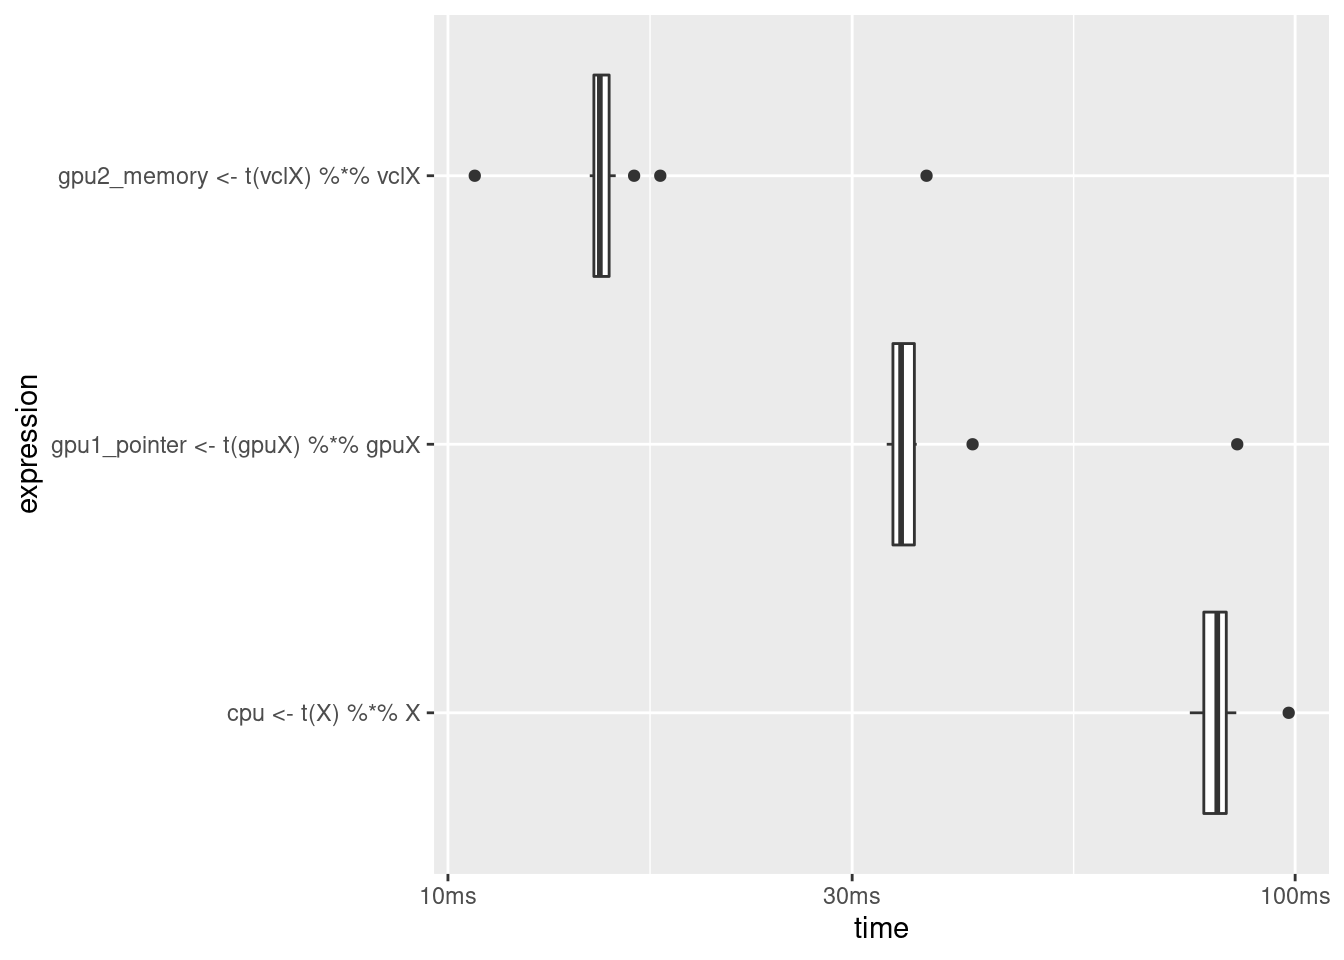 gpu2_memory <- t(vclX) %*% vclX
gpu1_pointer <- t(gpuX) %*% gpuX
cpu <- t(X) %*% X
expression
10ms 30ms 100ms
time